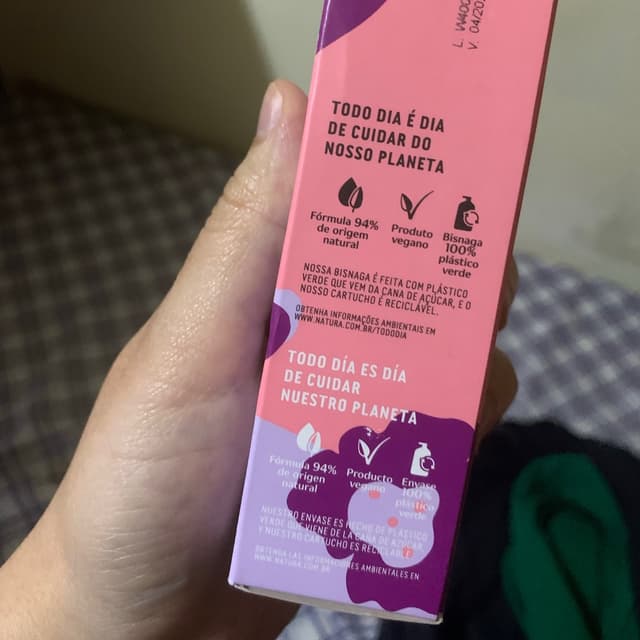 TODO DIA É DIA
DE CUIDAR DO
NOSSO PLANETA
Fórmula 94%
de origem
natural
Produto
vegano
Bisnaga
100%
plástico
verde
NOSSA BISNAGA É FEITA COM PLÁSTICO
VERDE QUE VEM DA CANA DE AÇÚCAR, E O
NOSSO CARTUCHO É RECICLÁVEL.
OBTENHA INFORMAÇÕES AMBIENTAIS EM
WWW.NATURA.COM.BR/TODODIA
TODO DÍA ES DÍA
DE CUIDAR
NUESTRO PLANETA
Fórmula 94%
de origen
natural
Producto
vegano
Envase
100%
plástico
verde
NUESTRO ENVASE ES HECHO DE PLÁSTICO
VERDE QUE VIENE DE LA CANA DE AZÚCAR,
Y NUESTRO CARTUCHO ES RECICLABLE.
OBTENGA LAS INFORMACIONES AMBIENTALES EN
WWW.NATURA.COM.BR
L.
V. 04/